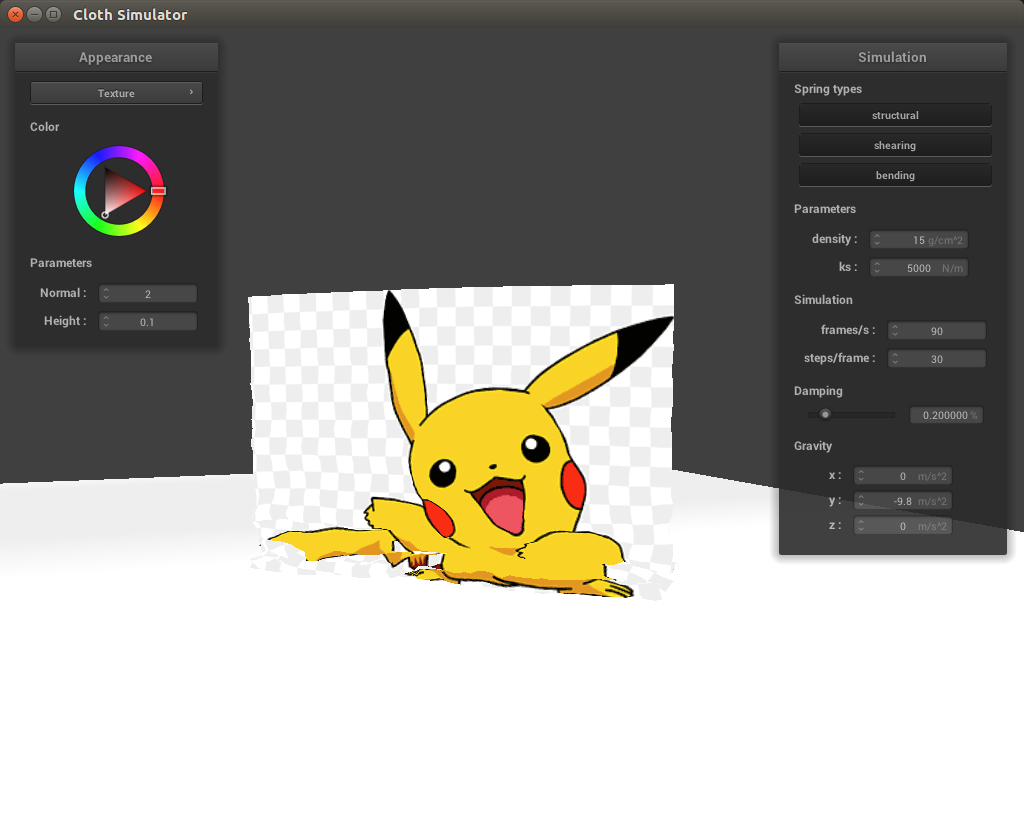 Cloth Simulator
Appearance
Texture
Color
Parameters
Normal : 2
Height : 0.1
Simulation
Spring types
structural
shearing
bending
Parameters
density : 15 g/cm^2
ks : 5000 N/m
Simulation
frames/s : 90
steps/frame : 30
Damping
0.200000 %
Gravity
x : 0 m/s^2
y : -9.8 m/s^2
z : 0 m/s^2